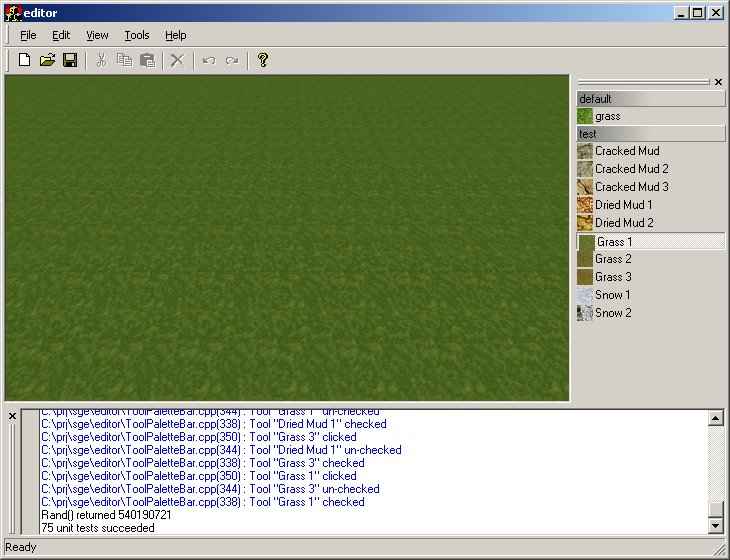 editor
File Edit View Tools Help
default
grass
test
Cracked Mud
Cracked Mud 2
Cracked Mud 3
Dried Mud 1
Dried Mud 2
Grass 1
Grass 2
Grass 3
Snow 1
Snow 2
C:\prj\sge\editor\ToolPaletteBar.cpp(344) : Tool "Grass 1" un-checked
C:\prj\sge\editor\ToolPaletteBar.cpp(338) : Tool "Dried Mud 1" checked
C:\prj\sge\editor\ToolPaletteBar.cpp(350) : Tool "Grass 3" clicked
C:\prj\sge\editor\ToolPaletteBar.cpp(344) : Tool "Dried Mud 1" un-checked
C:\prj\sge\editor\ToolPaletteBar.cpp(338) : Tool "Grass 3" checked
C:\prj\sge\editor\ToolPaletteBar.cpp(350) : Tool "Grass 1" clicked
C:\prj\sge\editor\ToolPaletteBar.cpp(344) : Tool "Grass 3" un-checked
C:\prj\sge\editor\ToolPaletteBar.cpp(338) : Tool "Grass 1" checked
Rand() returned 540190721
75 unit tests succeeded
Ready